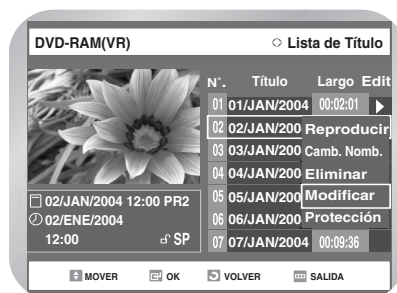 DVD-RAM(VR) Lista de Título
N°. Título Largo Edit
01 01/JAN/2004 00:02:01
02 02/JAN/200 Reproducir
03 03/JAN/200 Camb. Nomb.
04 04/JAN/200 Eliminar
05 05/JAN/200 Modificar
06 06/JAN/200 Protección
07 07/JAN/2004 00:09:36
02/JAN/2004 12:00 PR2
02/ENE/2004
12:00 SP
MOVER OK VOLVER SALIDA